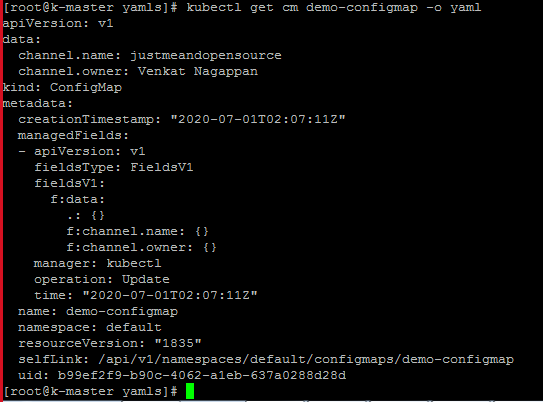 [root@k-master yamls]# kubectl get cm demo-configmap -o yaml
apiVersion: v1
data:
  channel.name: justmeandopensource
  channel.owner: Venkat Nagappan
kind: ConfigMap
metadata:
  creationTimestamp: "2020-07-01T02:07:11Z"
  managedFields:
  - apiVersion: v1
    fieldsType: FieldsV1
    fieldsV1:
      f:data:
        .: {}
        f:channel.name: {}
        f:channel.owner: {}
    manager: kubectl
    operation: Update
    time: "2020-07-01T02:07:11Z"
  name: demo-configmap
  namespace: default
  resourceVersion: "1835"
  selfLink: /api/v1/namespaces/default/configmaps/demo-configmap
  uid: b99ef2f9-b90c-4062-a1eb-637a0288d28d
[root@k-master yamls]#